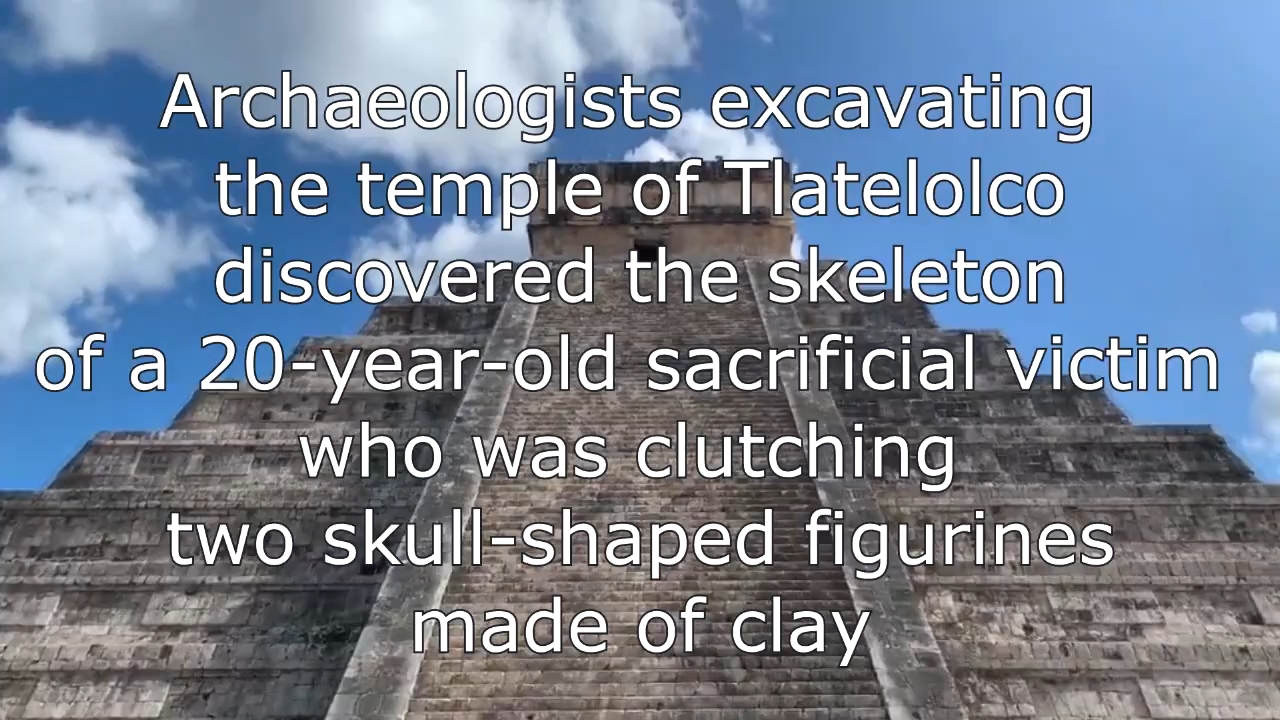 Archaeologists excavating
the temple of Tlatelolco
discovered the skeleton
of a 20-year-old sacrificial victim
who was clutching
two skull-shaped figurines
made of clay